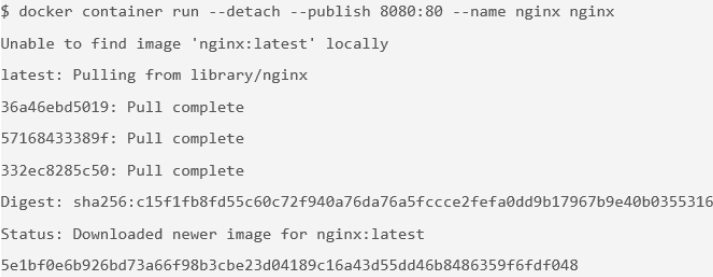 $ docker container run --detach --publish 8080:80 --name nginx nginx
Unable to find image 'nginx:latest' locally
latest: Pulling from library/nginx
36a46ebd5019: Pull complete
57168433389f: Pull complete
332ec8285c50: Pull complete
Digest: sha256:c15f1fb8fd55c60c72f940a76da76a5fccce2fefa0dd9b17967b9e40b0355316
Status: Downloaded newer image for nginx:latest
5e1bf0e6b926bd73a66f98b3cbe23d04189c16a43d55dd46b8486359f6fdf048